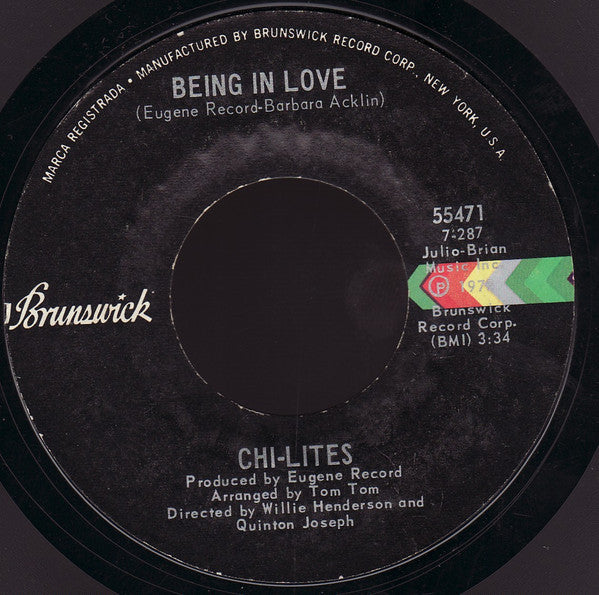 MARCA REGISTRADA • MANUFACTURED BY BRUNSWICK RECORD CORP., NEW YORK, U.S.A.
BEING IN LOVE
(Eugene Record-Barbara Acklin)
55471
7-287
Julio-Brian
Music Inc.
Ⓟ 197
Brunswick
Record Corp.
(BMI) 3:34
Brunswick
CHI-LITES
Produced by Eugene Record
Arranged by Tom Tom
Directed by Willie Henderson and
Quinton Joseph